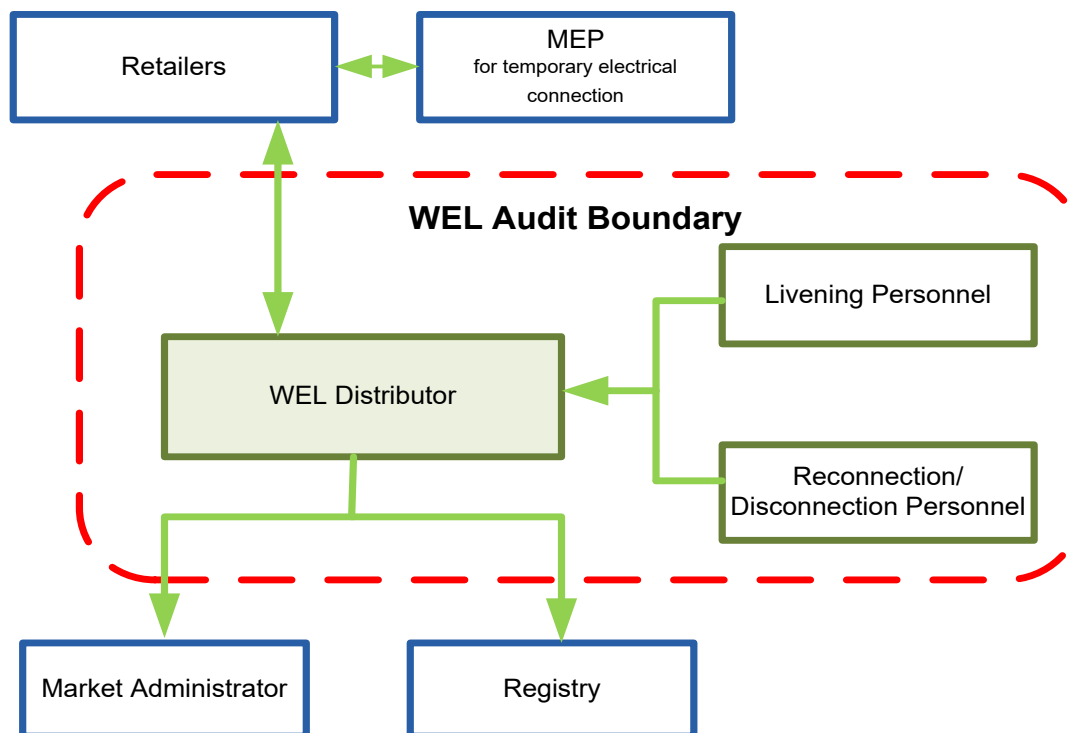 Retailers
MEP
for temporary electrical
connection
WEL Audit Boundary
Livening Personnel
WEL Distributor
Reconnection/
Disconnection Personnel
Market Administrator
Registry